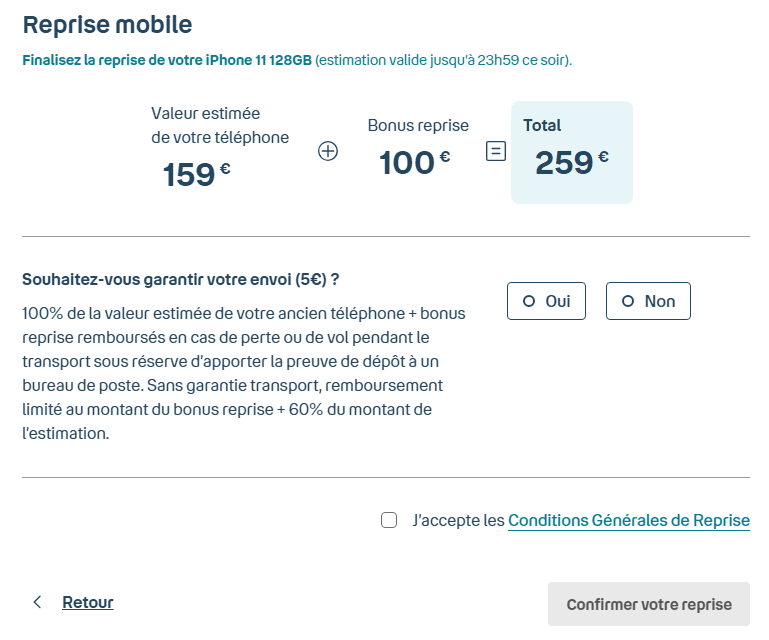 Reprise mobile
Finalisez la reprise de votre iPhone 11 128GB (estimation valide jusqu'à 23h59 ce soir).
Valeur estimée
de votre téléphone
159 €
Bonus reprise
100 €
Total
259 €
Souhaitez-vous garantir votre envoi (5€) ?
100% de la valeur estimée de votre ancien téléphone + bonus
reprise remboursés en cas de perte ou de vol pendant le
transport sous réserve d'apporter la preuve de dépôt à un
bureau de poste. Sans garantie transport, remboursement
limité au montant du bonus reprise + 60% du montant de
l'estimation.
Oui
Non
J'accepte les Conditions Générales de Reprise
Retour
Confirmer votre reprise